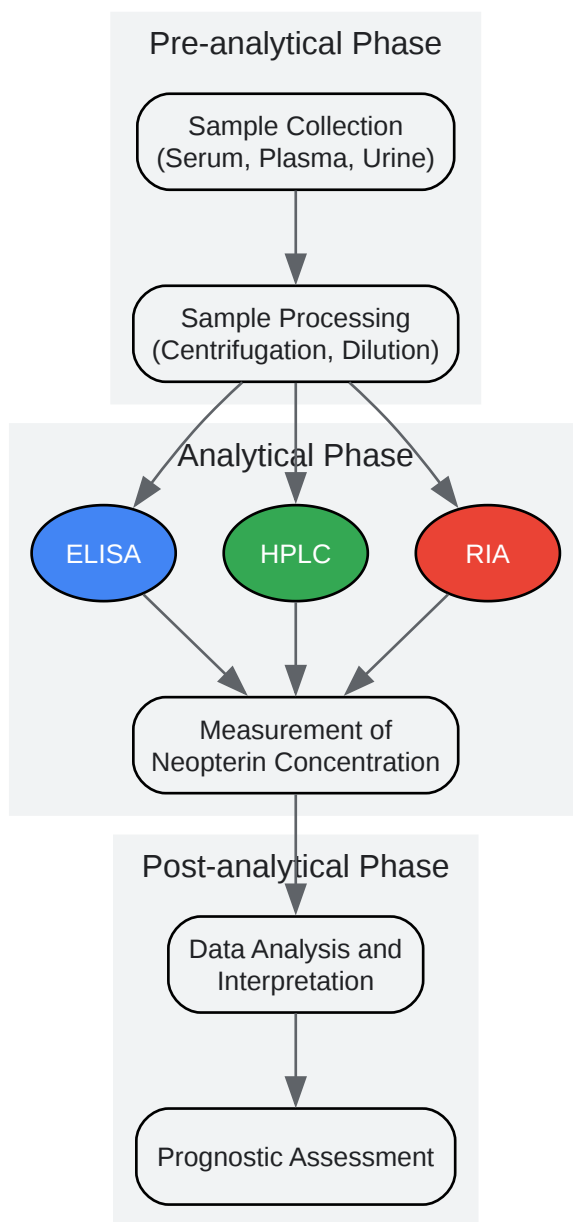 Pre-analytical Phase
Sample Collection
(Serum, Plasma, Urine)
Sample Processing
(Centrifugation, Dilution)
Analytical Phase
ELISA
HPLC
RIA
Measurement of
Neopterin Concentration
Post-analytical Phase
Data Analysis and
Interpretation
Prognostic Assessment